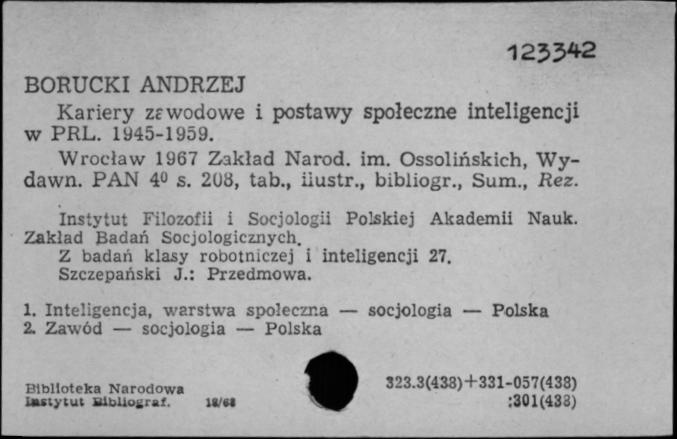 123342
BORUCKI ANDRZEJ
Kariery zawodowe i postawy społeczne inteligencji
w PRL. 1945-1959.
Wrocław 1967 Zakład Narod. im. Ossolińskich, Wy-
dawn. PAN 4⁰ s. 208, tab., ilustr., bibliogr., Sum., Rez.
Instytut Filozofii i Socjologii Polskiej Akademii Nauk.
Zakład Badań Socjologicznych.
Z badań klasy robotniczej i inteligencji 27.
Szczepański J.: Przedmowa.
1. Inteligencja, warstwa społeczna — socjologia — Polska
2. Zawód — socjologia — Polska
Biblioteka Narodowa
Instytut Bibliograf. 18/68
323.3(438)+331-057(438)
:301(438)